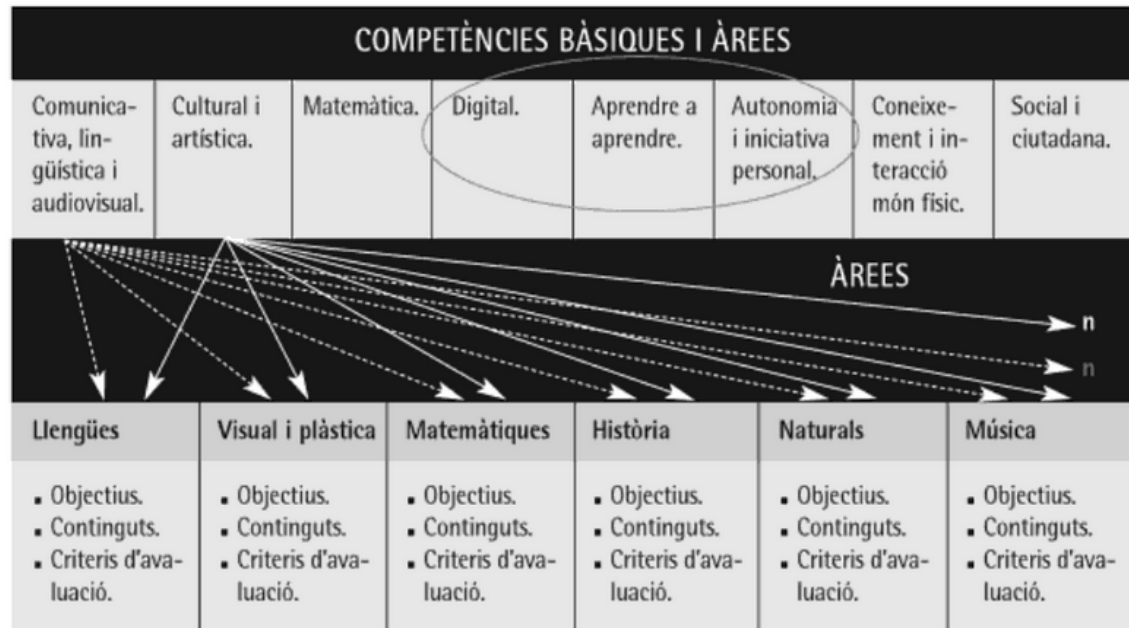 COMPETÈNCIES BÀSIQUES I ÀREES
Comunica-
tiva, lin-
güística i
audiovisual.
Cultural i
artística.
Matemàtica.
Digital.
Aprendre a
aprendre.
Autonomia
i iniciativa
personal.
Coneixe-
ment i in-
teracció
món físic.
Social i
ciutadana.
ÀREES
n
n
Llengües
Objectius.
Continguts.
Criteris d'ava-
luació.
Visual i plàstica
Objectius.
Continguts.
Criteris d'ava-
luació.
Matemàtiques
Objectius.
Continguts.
Criteris d'ava-
luació.
Història
Objectius.
Continguts.
Criteris d'ava-
luació.
Naturals
Objectius.
Continguts.
Criteris d'ava-
luació.
Música
Objectius.
Continguts.
Criteris d'ava-
luació.